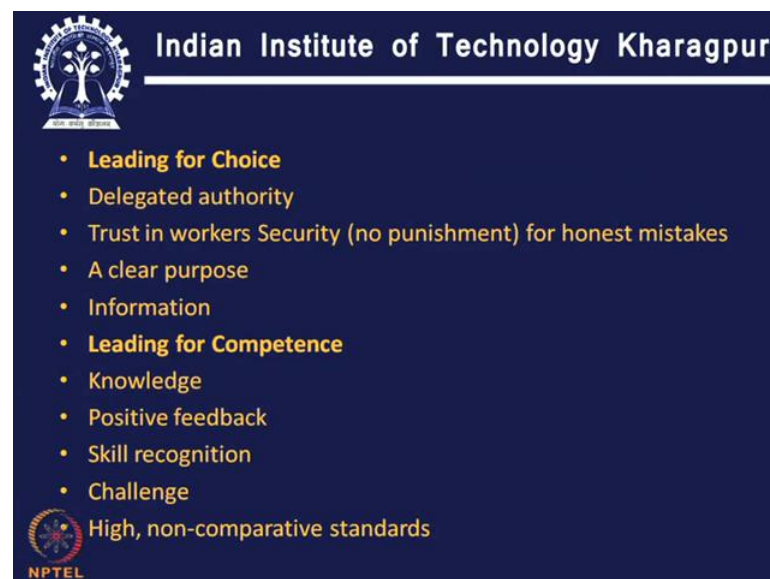 Indian Institute of Technology Kharagpur
• Leading for Choice
• Delegated authority
• Trust in workers Security (no punishment) for honest mistakes
• A clear purpose
• Information
• Leading for Competence
• Knowledge
• Positive feedback
• Skill recognition
• Challenge
• High, non-comparative standards
NPTEL